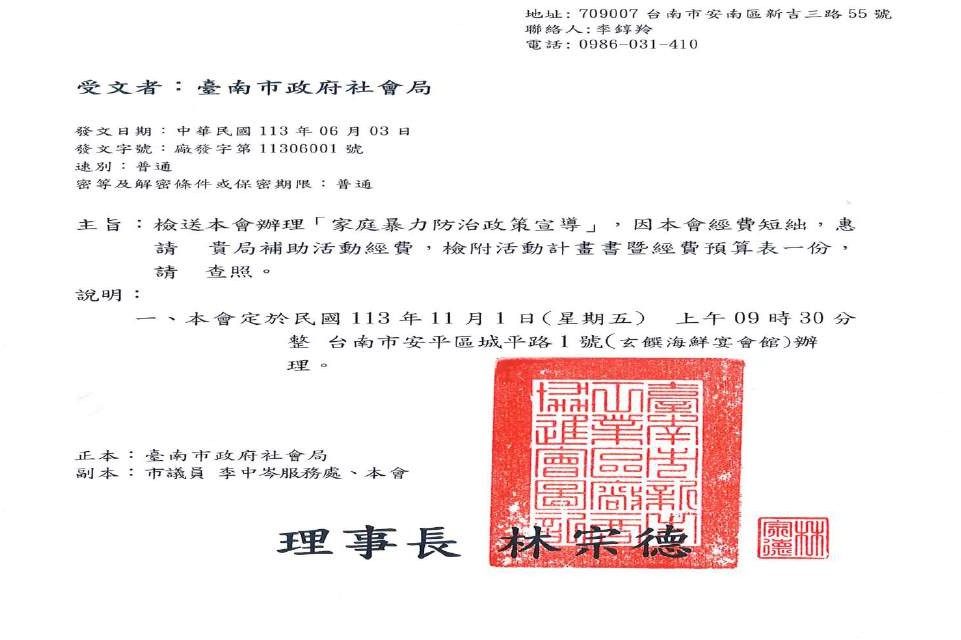 地址：709007 台南市安南區新吉三路 55 號
聯絡人：李錞羚
電話：0986-031-410
受文者：臺南市政府社會局
發文日期：中華民國 113 年 06 月 03 日
發文字號：廠發字第 11306001 號
速別：普通
密等及解密條件或保密期限：普通
主旨：檢送本會辦理「家庭暴力防治政策宣導」，因本會經費短絀，惠
請　貴局補助活動經費，檢附活動計畫書暨經費預算表一份，
請　查照。
說明：
一、本會定於民國 113 年 11 月 1 日(星期五)　上午 09 時 30 分
整　台南市安平區城平路 1 號(玄饌海鮮宴會館)辦
理。
正本：臺南市政府社會局
副本：市議員 李中岑服務處、本會
理事長 林宗德
林宗德